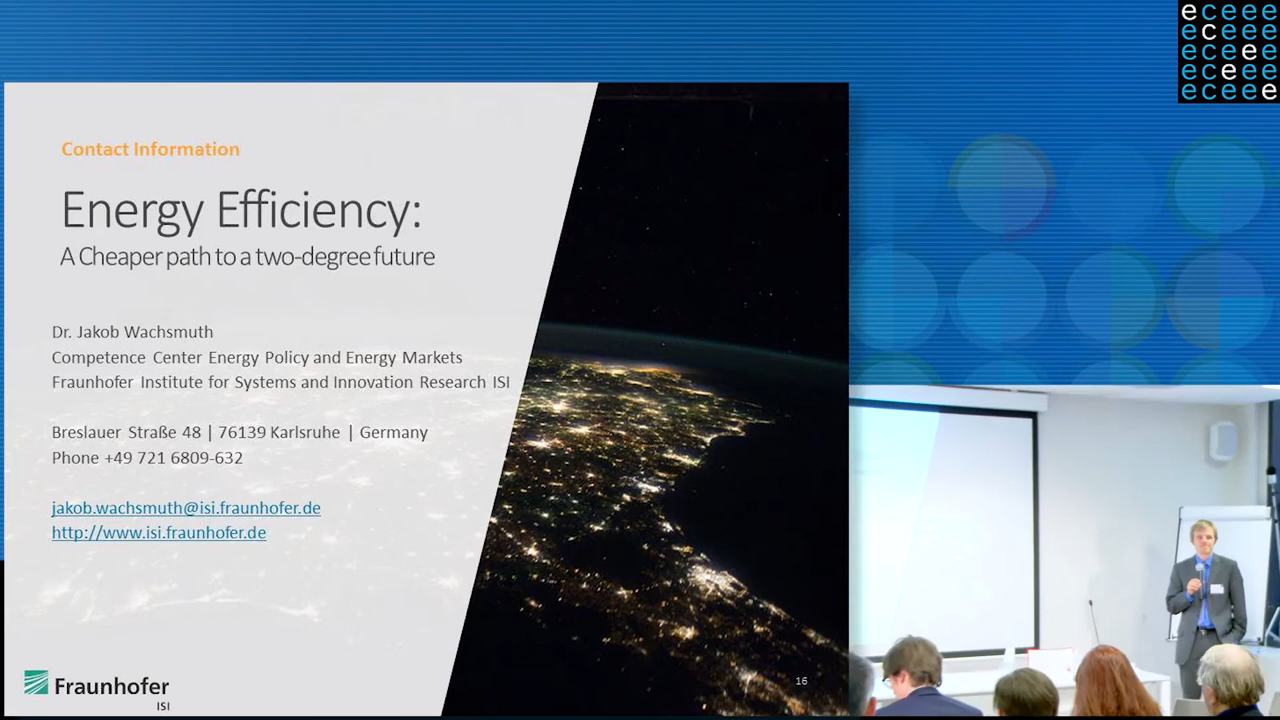 eceee
eceee
eceee
eceee
eceee
Contact Information
Energy Efficiency:
A Cheaper path to a two-degree future
Dr. Jakob Wachsmuth
Competence Center Energy Policy and Energy Markets
Fraunhofer Institute for Systems and Innovation Research ISI
Breslauer Straße 48 | 76139 Karlsruhe | Germany
Phone +49 721 6809-632
jakob.wachsmuth@isi.fraunhofer.de
http://www.isi.fraunhofer.de
Fraunhofer
ISI
16